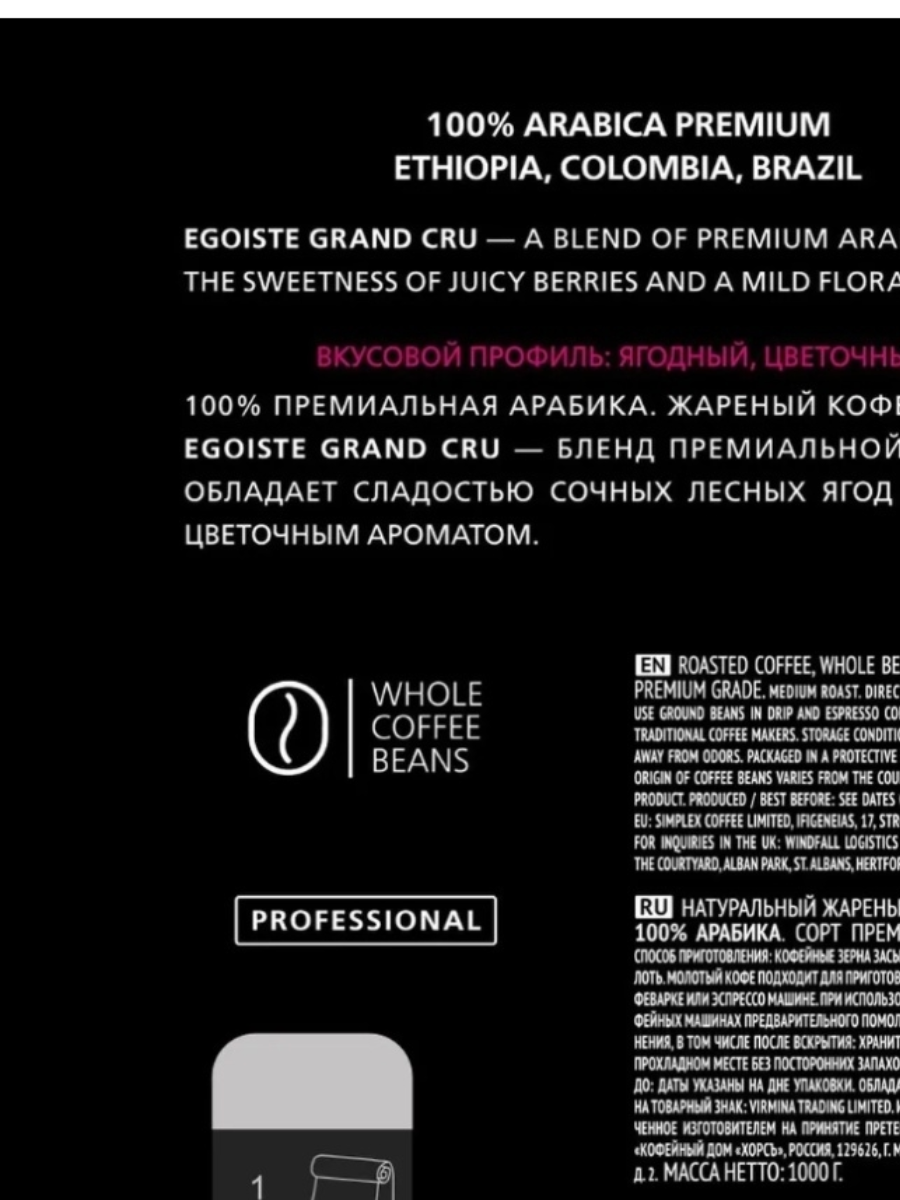 100% ARABICA PREMIUM
ETHIOPIA, COLOMBIA, BRAZIL
EGOISTE GRAND CRU — A BLEND OF PREMIUM ARA
THE SWEETNESS OF JUICY BERRIES AND A MILD FLORA
ВКУСОВОЙ ПРОФИЛЬ: ЯГОДНЫЙ, ЦВЕТОЧНЫ
100% ПРЕМИАЛЬНАЯ АРАБИКА. ЖАРЕНЫЙ КОФЕ
EGOISTE GRAND CRU — БЛЕНД ПРЕМИАЛЬНОЙ
ОБЛАДАЕТ СЛАДОСТЬЮ СОЧНЫХ ЛЕСНЫХ ЯГОД
ЦВЕТОЧНЫМ АРОМАТОМ.
WHOLE
COFFEE
BEANS
PROFESSIONAL
1
EN ROASTED COFFEE, WHOLE BE
PREMIUM GRADE. MEDIUM ROAST. DIREC
USE GROUND BEANS IN DRIP AND ESPRESSO CO
TRADITIONAL COFFEE MAKERS. STORAGE CONDITIO
AWAY FROM ODORS. PACKAGED IN A PROTECTIVE
ORIGIN OF COFFEE BEANS VARIES FROM THE COU
PRODUCT. PRODUCED / BEST BEFORE: SEE DATES
EU: SIMPLEX COFFEE LIMITED, IFIGENEIAS, 17, STR
FOR INQUIRIES IN THE UK: WINDFALL LOGISTICS
THE COURTYARD, ALBAN PARK, ST. ALBANS, HERTFOR
RU НАТУРАЛЬНЫЙ ЖАРЕНЫ
100% АРАБИКА. СОРТ ПРЕМ
СПОСОБ ПРИГОТОВЛЕНИЯ: КОФЕЙНЫЕ ЗЕРНА ЗАСЫ
ЛОТЬ. МОЛОТЫЙ КОФЕ ПОДХОДИТ ДЛЯ ПРИГОТОВ
ФЕВАРКЕ ИЛИ ЭСПРЕССО МАШИНЕ. ПРИ ИСПОЛЬЗО
ФЕЙНЫХ МАШИНАХ ПРЕДВАРИТЕЛЬНОГО ПОМОЛ
НЕНИЯ, В ТОМ ЧИСЛЕ ПОСЛЕ ВСКРЫТИЯ: ХРАНИТ
ПРОХЛАДНОМ МЕСТЕ БЕЗ ПОСТОРОННИХ ЗАПАХО
ДО: ДАТЫ УКАЗАНЫ НА ДНЕ УПАКОВКИ. ОБЛАДА
НА ТОВАРНЫЙ ЗНАК: VIRMINA TRADING LIMITED. И
ЧЕННОЕ ИЗГОТОВИТЕЛЕМ НА ПРИНЯТИЕ ПРЕТЕ
«КОФЕЙНЫЙ ДОМ «ХОРСЪ», РОССИЯ, 129626, Г. М
Д. 2. МАССА НЕТТО: 1000 Г.